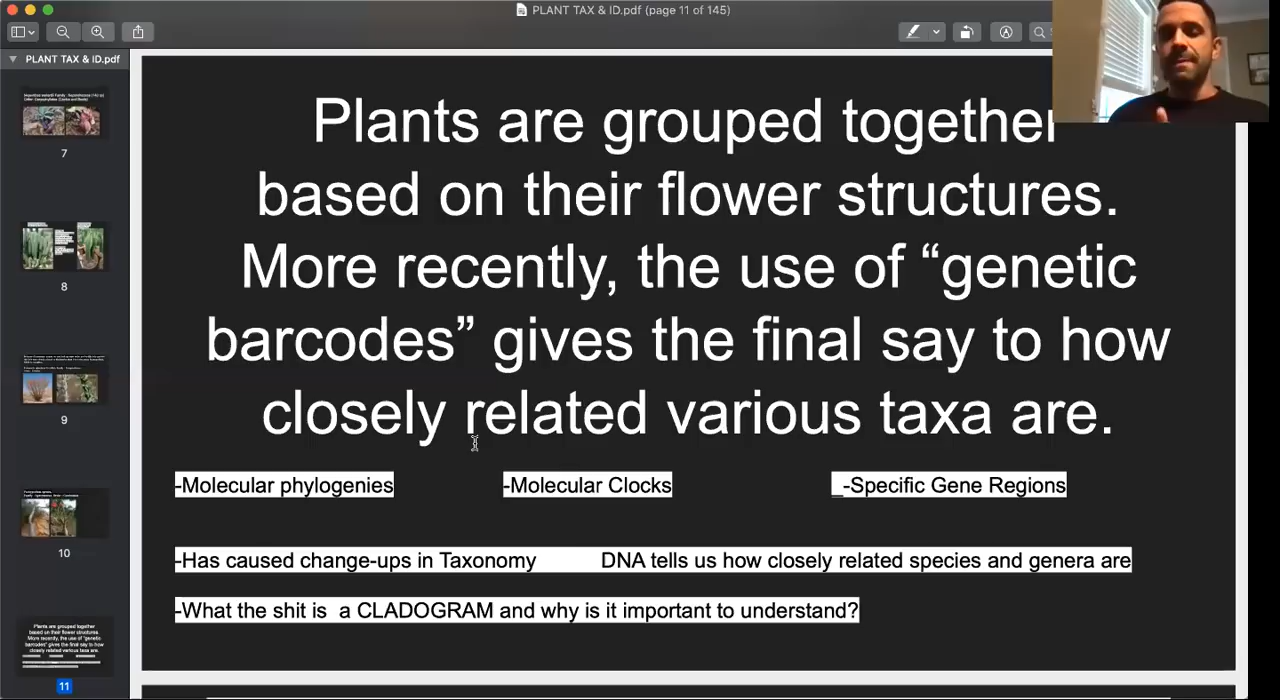 PLANT TAX & ID.pdf (page 11 of 145)
PLANT TAX & ID.pdf
7
8
9
10
11
Plants are grouped together
based on their flower structures.
More recently, the use of “genetic
barcodes” gives the final say to how
closely related various taxa are.
-Molecular phylogenies -Molecular Clocks _-Specific Gene Regions
-Has caused change-ups in Taxonomy DNA tells us how closely related species and genera are
-What the shit is a CLADOGRAM and why is it important to understand?